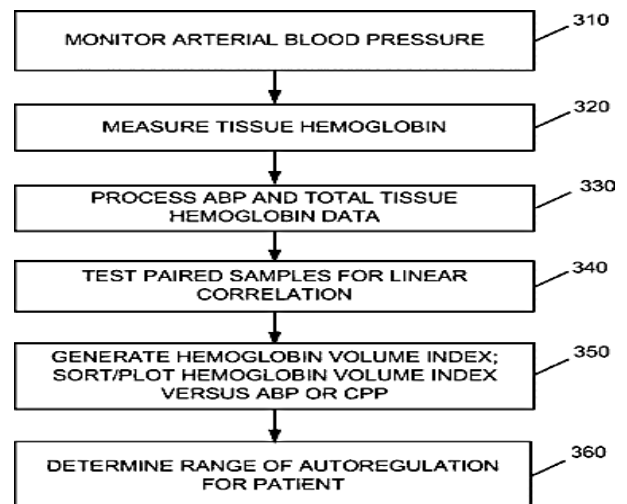 MONITOR ARTERIAL BLOOD PRESSURE
310
MEASURE TISSUE HEMOGLOBIN
320
PROCESS ABP AND TOTAL TISSUE
HEMOGLOBIN DATA
330
TEST PAIRED SAMPLES FOR LINEAR
CORRELATION
340
GENERATE HEMOGLOBIN VOLUME INDEX;
SORT/PLOT HEMOGLOBIN VOLUME INDEX
VERSUS ABP OR CPP
350
DETERMINE RANGE OF AUTOREGULATION
FOR PATIENT
360